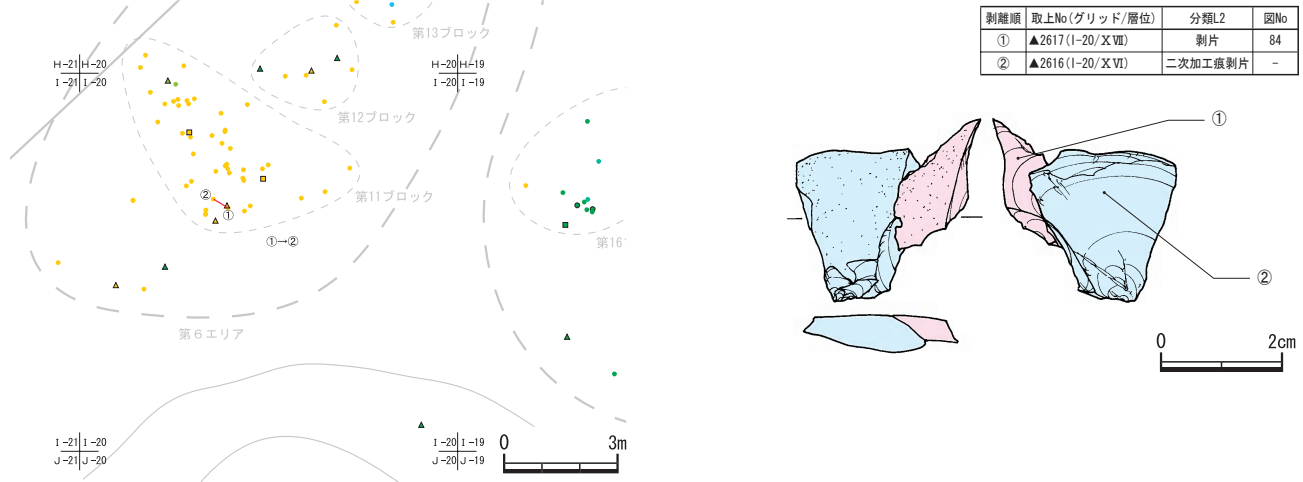 第13ブロック
H-21 H-20
I-21 I-20
H-20 H-19
I-20 I-19
第12ブロック
第11ブロック
②
①
①→②
第16
第6エリア
I-21 I-20
J-21 J-20
I-20 I-19
J-20 J-19
0 3m
剥離順 取上No(グリッド/層位) 分類L2 図No
① ▲2617(I-20/ⅩⅦ) 剥片 84
② ▲2616(I-20/ⅩⅥ) 二次加工痕剥片 -
①
②
0 2cm